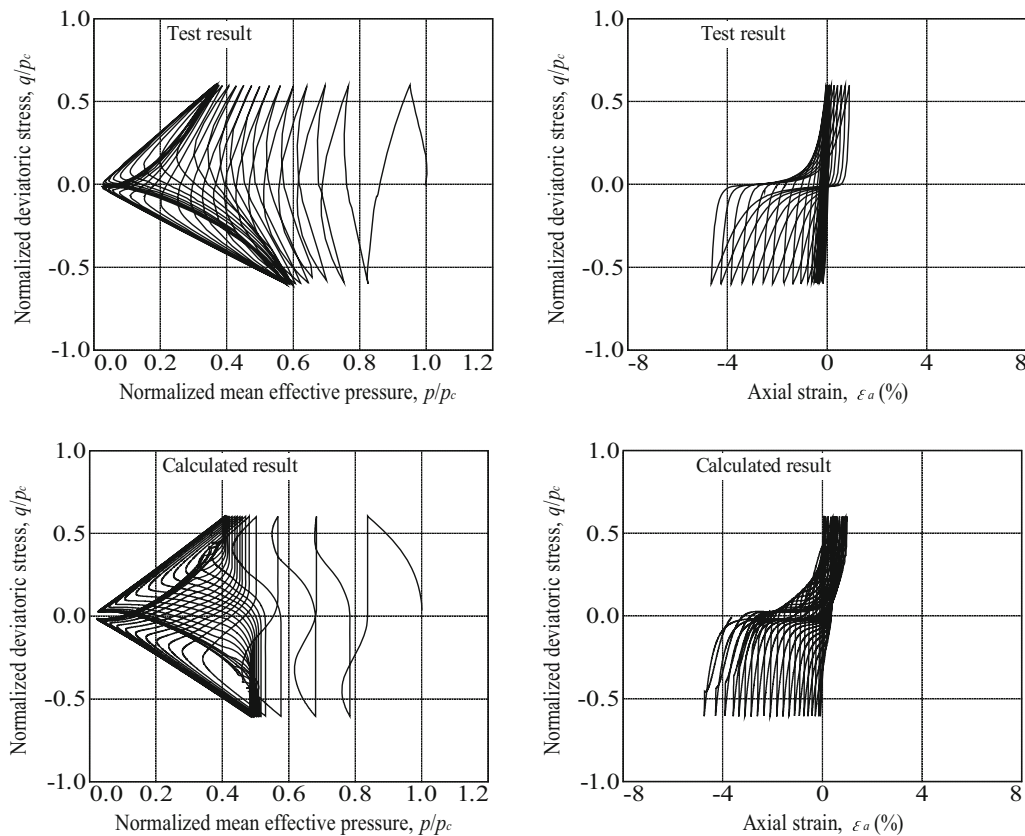 Test result
Normalized deviatoric stress, q/pc
1.0
0.5
0.0
-0.5
-1.0
0.0 0.2 0.4 0.6 0.8 1.0 1.2
Normalized mean effective pressure, p/pc
Test result
Normalized deviatoric stress, q/pc
1.0
0.5
0.0
-0.5
-1.0
-8 -4 0 4 8
Axial strain, εa (%)
Calculated result
Normalized deviatoric stress, q/pc
1.0
0.5
0.0
-0.5
-1.0
0.0 0.2 0.4 0.6 0.8 1.0 1.2
Normalized mean effective pressure, p/pc
Calculated result
Normalized deviatoric stress, q/pc
1.0
0.5
0.0
-0.5
-1.0
-8 -4 0 4 8
Axial strain, εa (%)